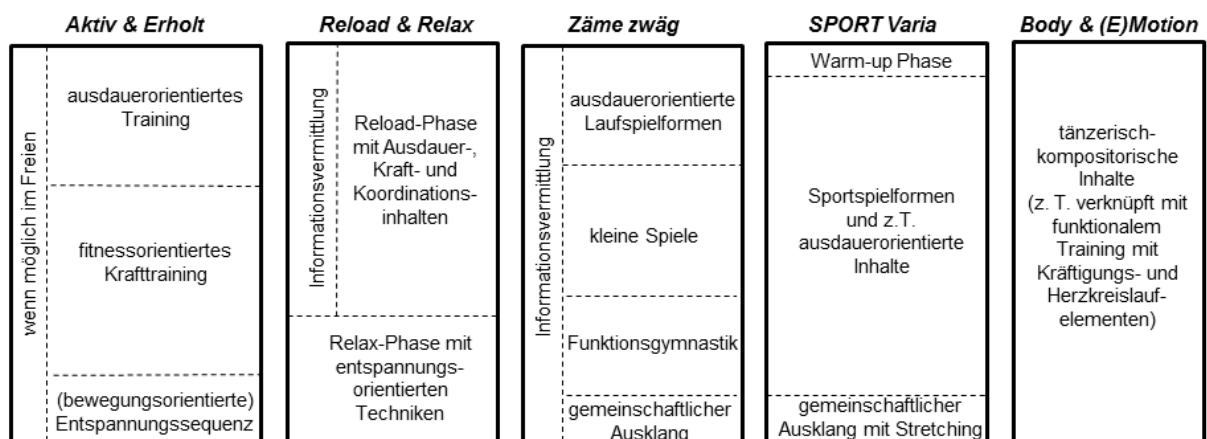 Aktiv & Erholt
wenn möglich im Freien
ausdauerorientiertes
Training
fitnessorientiertes
Krafttraining
(bewegungsorientierte)
Entspannungssequenz
Reload & Relax
Informationsvermittlung
Reload-Phase
mit Ausdauer-,
Kraft- und
Koordinations-
inhalten
Relax-Phase mit
entspannungs-
orientierten
Techniken
Zäme zwäg
Informationsvermittlung
ausdauerorientierte
Laufspielformen
kleine Spiele
Funktionsgymnastik
gemeinschaftlicher
Ausklang
SPORT Varia
Warm-up Phase
Sportspielformen
und z.T.
ausdauerorientierte
Inhalte
gemeinschaftlicher
Ausklang mit Stretching
Body & (E)Motion
tänzerisch-
kompositorische
Inhalte
(z. T. verknüpft mit
funktionalem
Training mit
Kräftigungs- und
Herzkreislauf-
elementen)